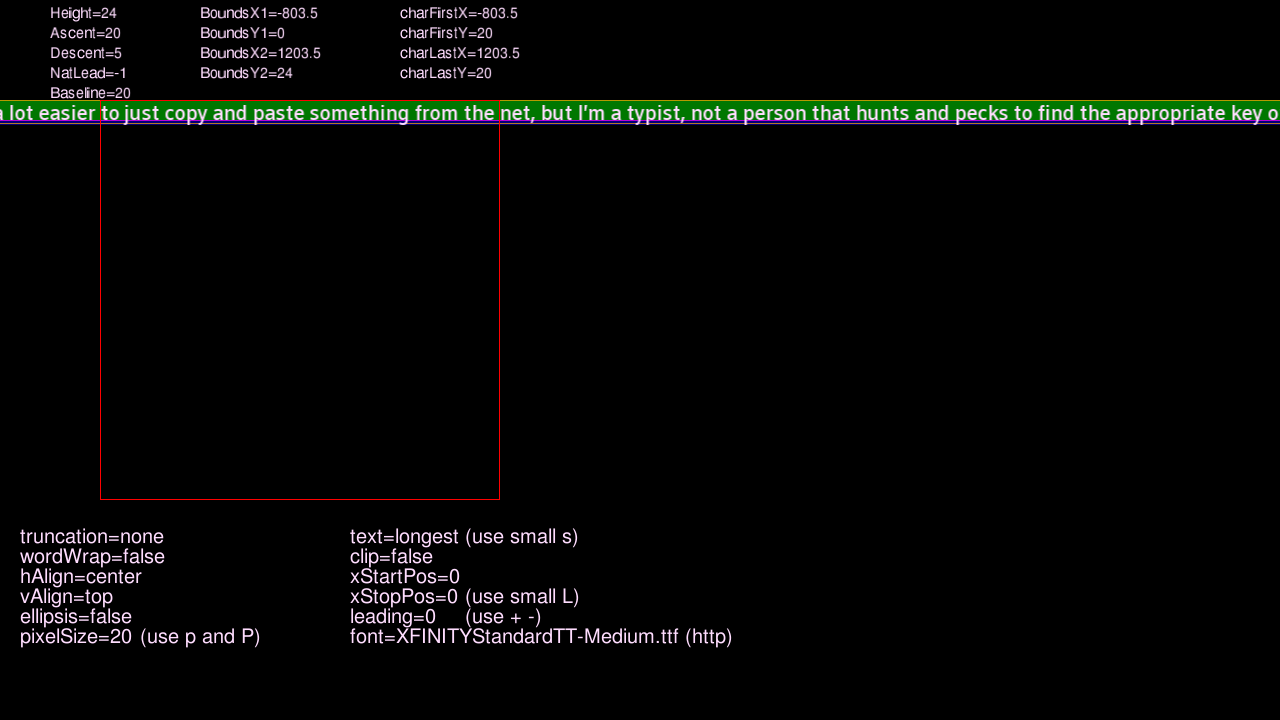 Height=24 BoundsX1=-803.5 charFirstX=-803.5
Ascent=20 BoundsY1=0 charFirstY=20
Descent=5 BoundsX2=1203.5 charLastX=1203.5
NatLead=-1 BoundsY2=24 charLastY=20
Baseline=20
a lot easier to just copy and paste something from the net, but I'm a typist, not a person that hunts and pecks to find the appropriate key o
truncation=none text=longest (use small s)
wordWrap=false clip=false
hAlign=center xStartPos=0
vAlign=top xStopPos=0 (use small L)
ellipsis=false leading=0 (use + -)
pixelSize=20 (use p and P) font=XFINITYStandardTT-Medium.ttf (http)